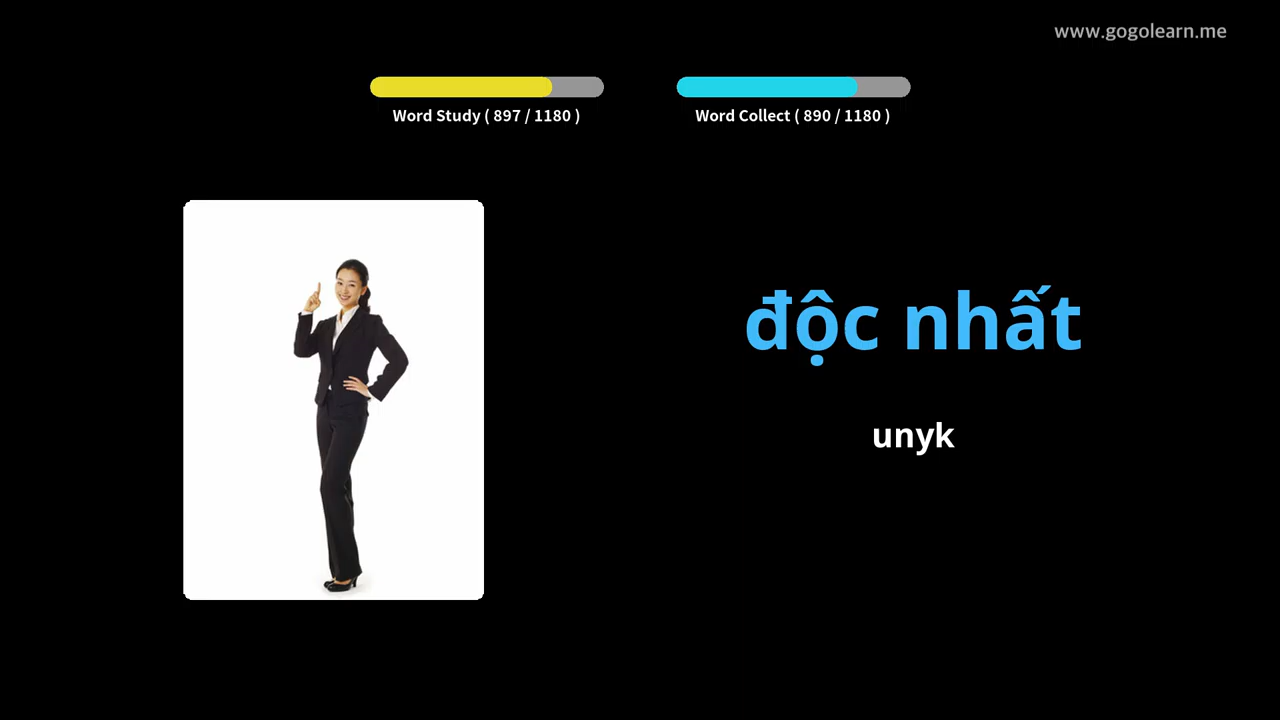 www.gogolearn.me
Word Study ( 897 / 1180 )
Word Collect ( 890 / 1180 )
độc nhất
unyk